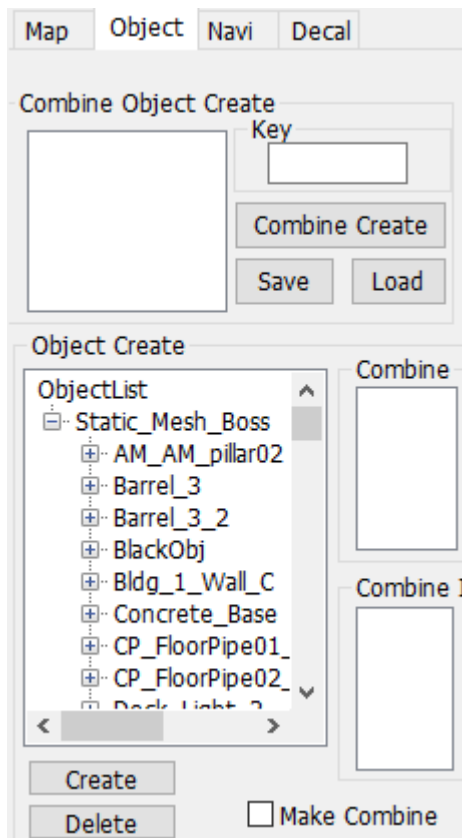 Map Object Navi Decal
Combine Object Create
Key
Combine Create
Save Load
Object Create
Combine
ObjectList
Static_Mesh_Boss
AM_AM_pillar02
Barrel_3
Barrel_3_2
BlackObj
Bldg_1_Wall_C
Combine
Concrete_Base
CP_FloorPipe01_
CP_FloorPipe02_
Create
Make Combine
Delete